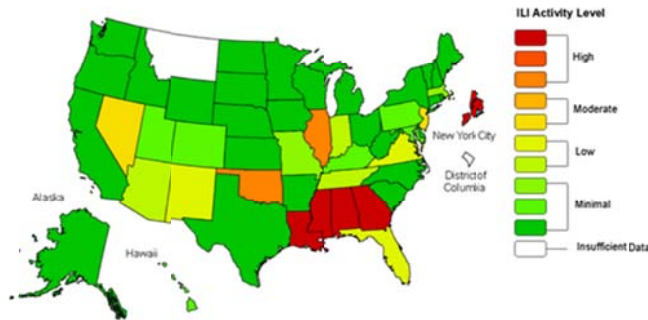 ILI Activity Level
High
Moderate
Low
Minimal
Insufficient Data
New York City
District of
Columbia
Alaska
Hawaii